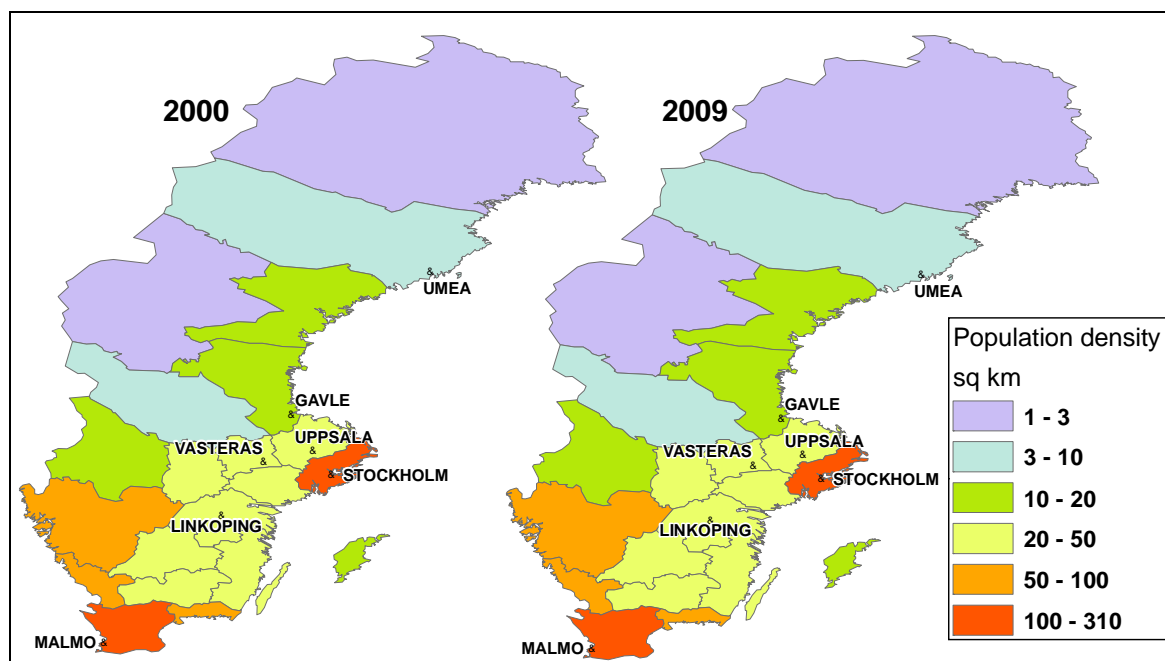 2000
UMEA
GAVLE
UPPSALA
VASTERAS
STOCKHOLM
LINKOPING
MALMO
2009
UMEA
GAVLE
UPPSALA
VASTERAS
STOCKHOLM
LINKOPING
MALMO
Population density
sq km
1 - 3
3 - 10
10 - 20
20 - 50
50 - 100
100 - 310